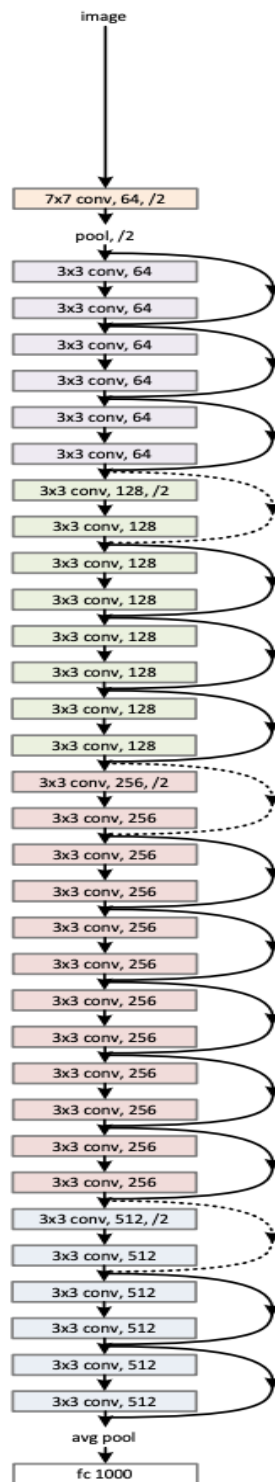 image
7x7 conv, 64, /2
pool, /2
3x3 conv, 64
3x3 conv, 64
3x3 conv, 64
3x3 conv, 64
3x3 conv, 64
3x3 conv, 64
3x3 conv, 128, /2
3x3 conv, 128
3x3 conv, 128
3x3 conv, 128
3x3 conv, 128
3x3 conv, 128
3x3 conv, 128
3x3 conv, 128
3x3 conv, 256, /2
3x3 conv, 256
3x3 conv, 256
3x3 conv, 256
3x3 conv, 256
3x3 conv, 256
3x3 conv, 256
3x3 conv, 256
3x3 conv, 256
3x3 conv, 256
3x3 conv, 256
3x3 conv, 256
3x3 conv, 512, /2
3x3 conv, 512
3x3 conv, 512
3x3 conv, 512
3x3 conv, 512
3x3 conv, 512
avg pool
fc 1000